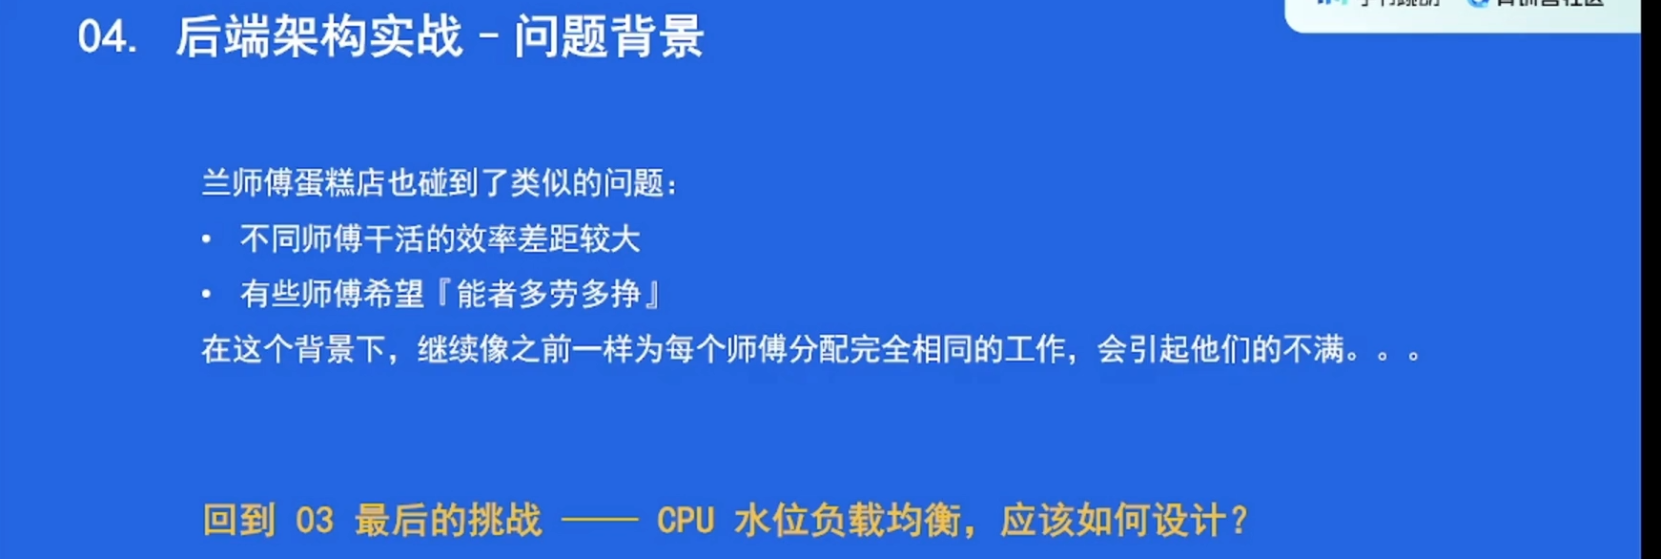 04. 后端架构实战 - 问题背景
兰师傅蛋糕店也碰到了类似的问题：
• 不同师傅干活的效率差距较大
• 有些师傅希望『能者多劳多挣』
在这个背景下，继续像之前一样为每个师傅分配完全相同的工作，会引起他们的不满。。。
回到 03 最后的挑战 —— CPU 水位负载均衡，应该如何设计？